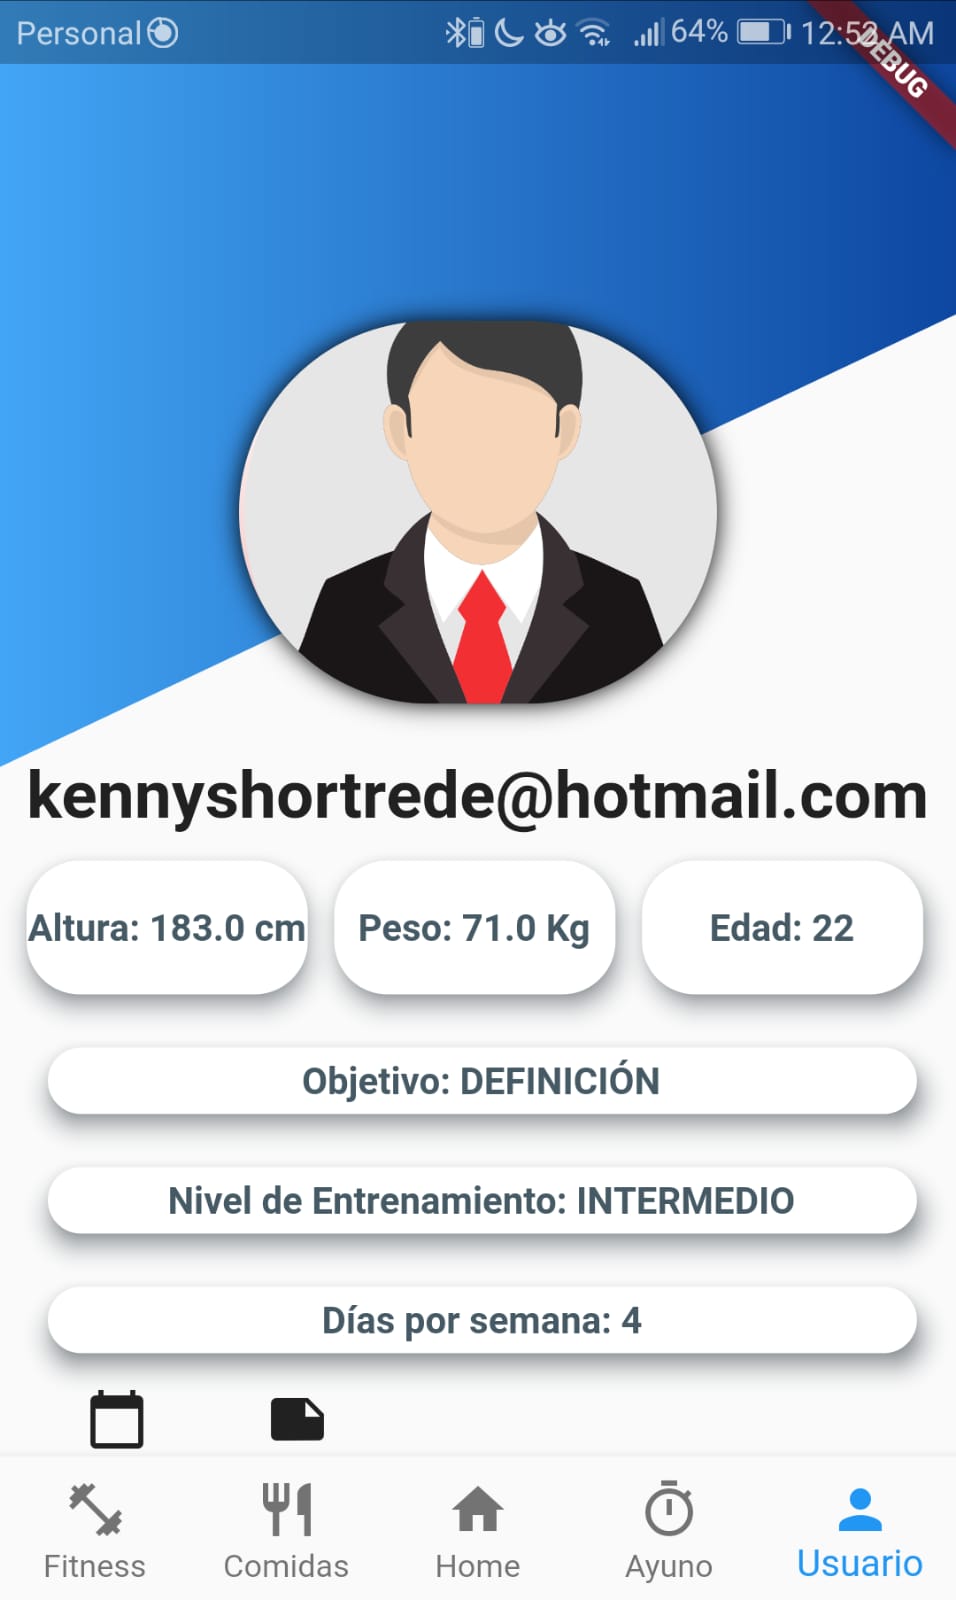 Personal 64% 12:52 AM
DEBUG
kennyshortrede@hotmail.com
Altura: 183.0 cm Peso: 71.0 Kg Edad: 22
Objetivo: DEFINICIÓN
Nivel de Entrenamiento: INTERMEDIO
Días por semana: 4
Fitness Comidas Home Ayuno Usuario